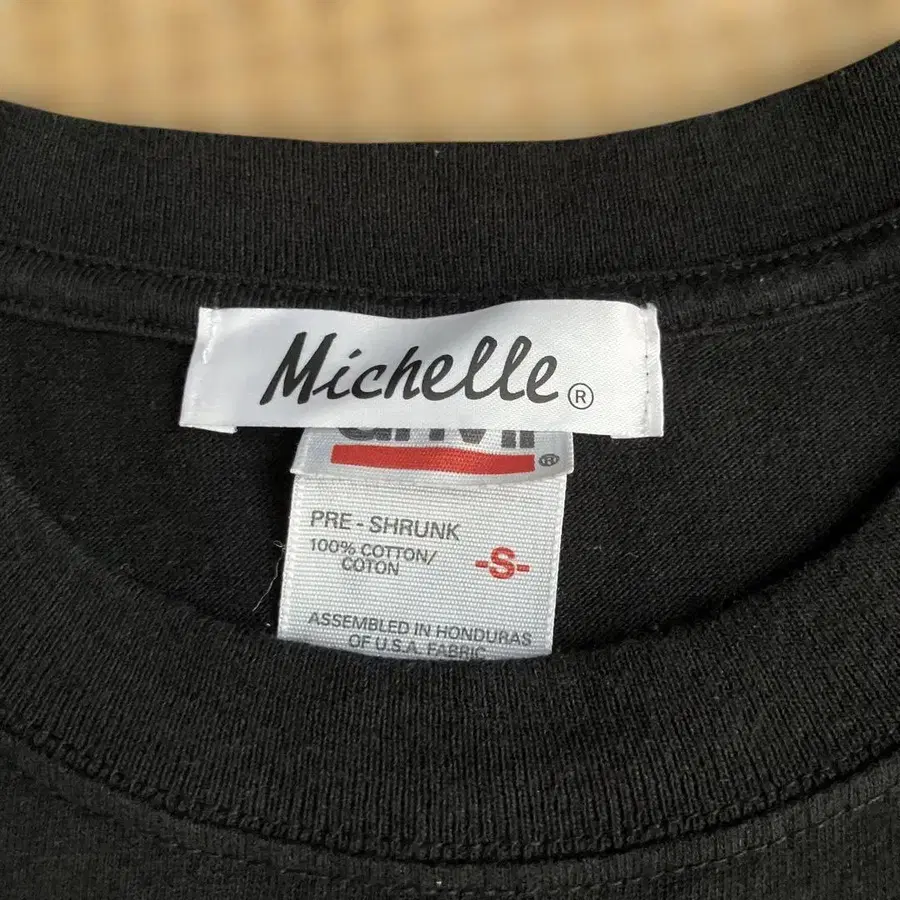 Michelle®
®
PRE - SHRUNK
100% COTTON/
COTON
-S-
ASSEMBLED IN HONDURAS
OF U.S.A. FABRIC